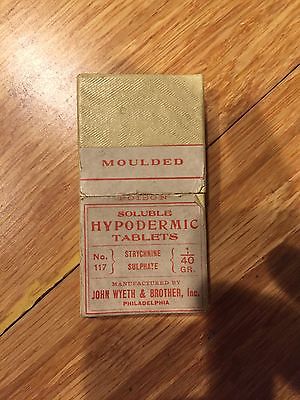 MOULDED
POISON
SOLUBLE
HYPODERMIC
TABLETS
No. 117 STRYCHNINE SULPHATE 1/40 GR.
MANUFACTURED BY
JOHN WYETH & BROTHER, Inc.
PHILADELPHIA